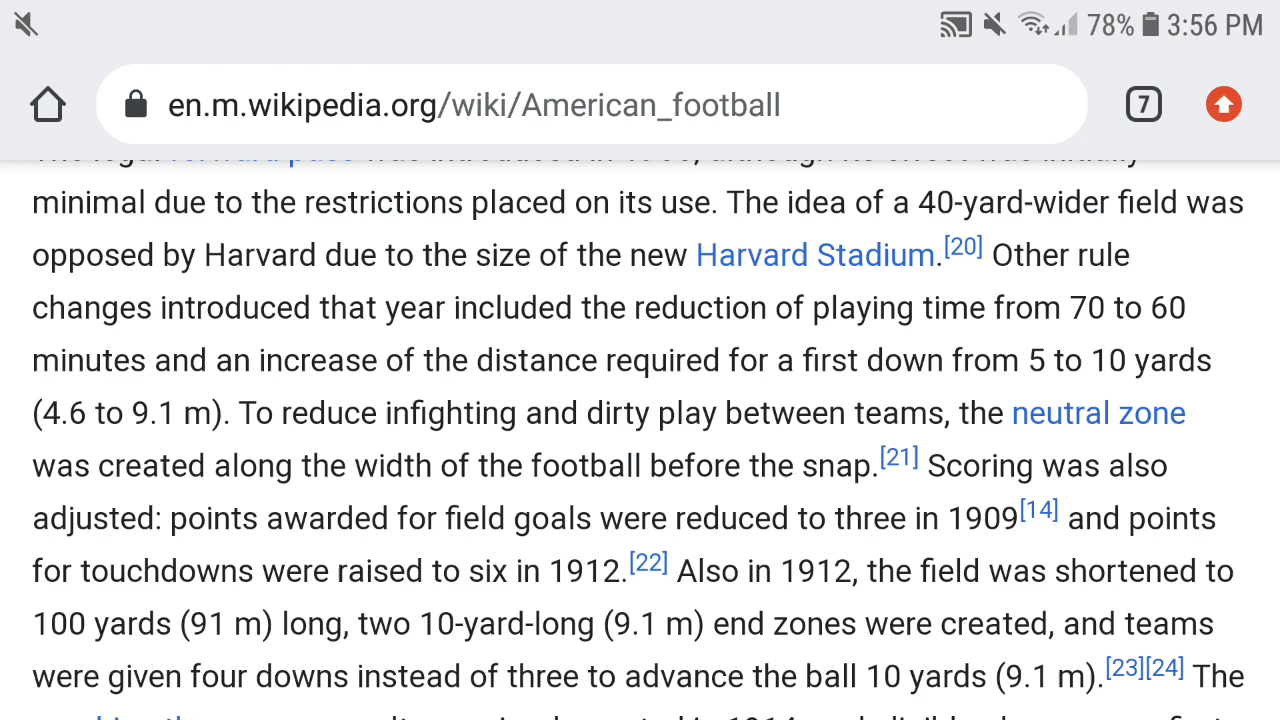 78% 3:56 PM
en.m.wikipedia.org/wiki/American_football 7
minimal due to the restrictions placed on its use. The idea of a 40-yard-wider field was
opposed by Harvard due to the size of the new Harvard Stadium.[20] Other rule
changes introduced that year included the reduction of playing time from 70 to 60
minutes and an increase of the distance required for a first down from 5 to 10 yards
(4.6 to 9.1 m). To reduce infighting and dirty play between teams, the neutral zone
was created along the width of the football before the snap.[21] Scoring was also
adjusted: points awarded for field goals were reduced to three in 1909[14] and points
for touchdowns were raised to six in 1912.[22] Also in 1912, the field was shortened to
100 yards (91 m) long, two 10-yard-long (9.1 m) end zones were created, and teams
were given four downs instead of three to advance the ball 10 yards (9.1 m).[23][24] The